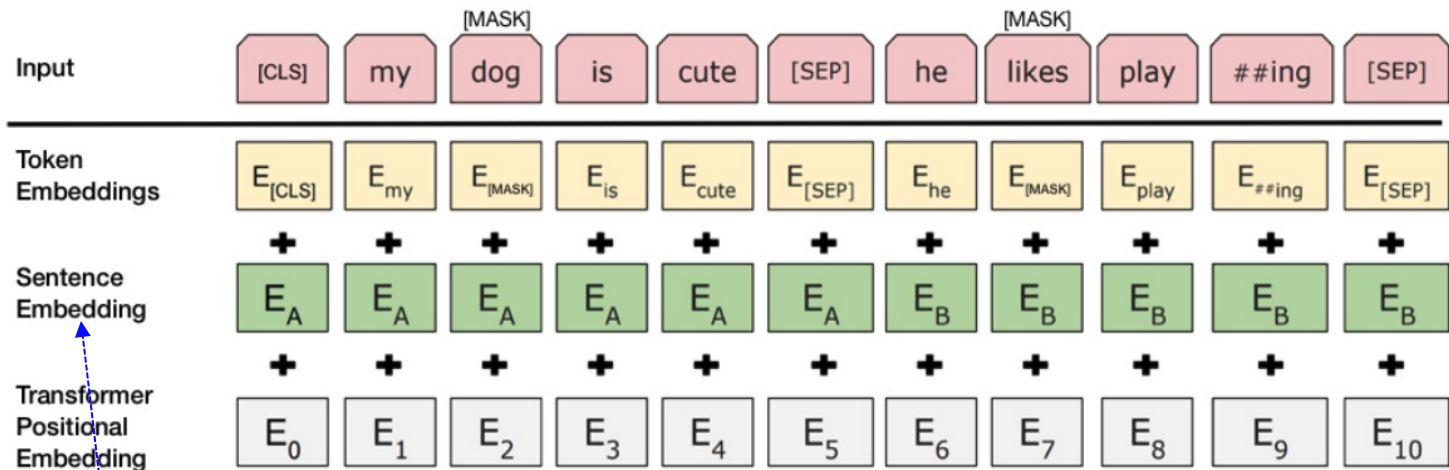 [MASK] [MASK]
Input [CLS] my dog is cute [SEP] he likes play ##ing [SEP]
Token
Embeddings
E[CLS] Emy E[MASK] Eis Ecute E[SEP] Ehe E[MASK] Eplay E##ing E[SEP]
+ + + + + + + + + + +
Sentence
Embedding
EA EA EA EA EA EA EB EB EB EB EB
+ + + + + + + + + + +
Transformer
Positional
Embedding
E0 E1 E2 E3 E4 E5 E6 E7 E8 E9 E10